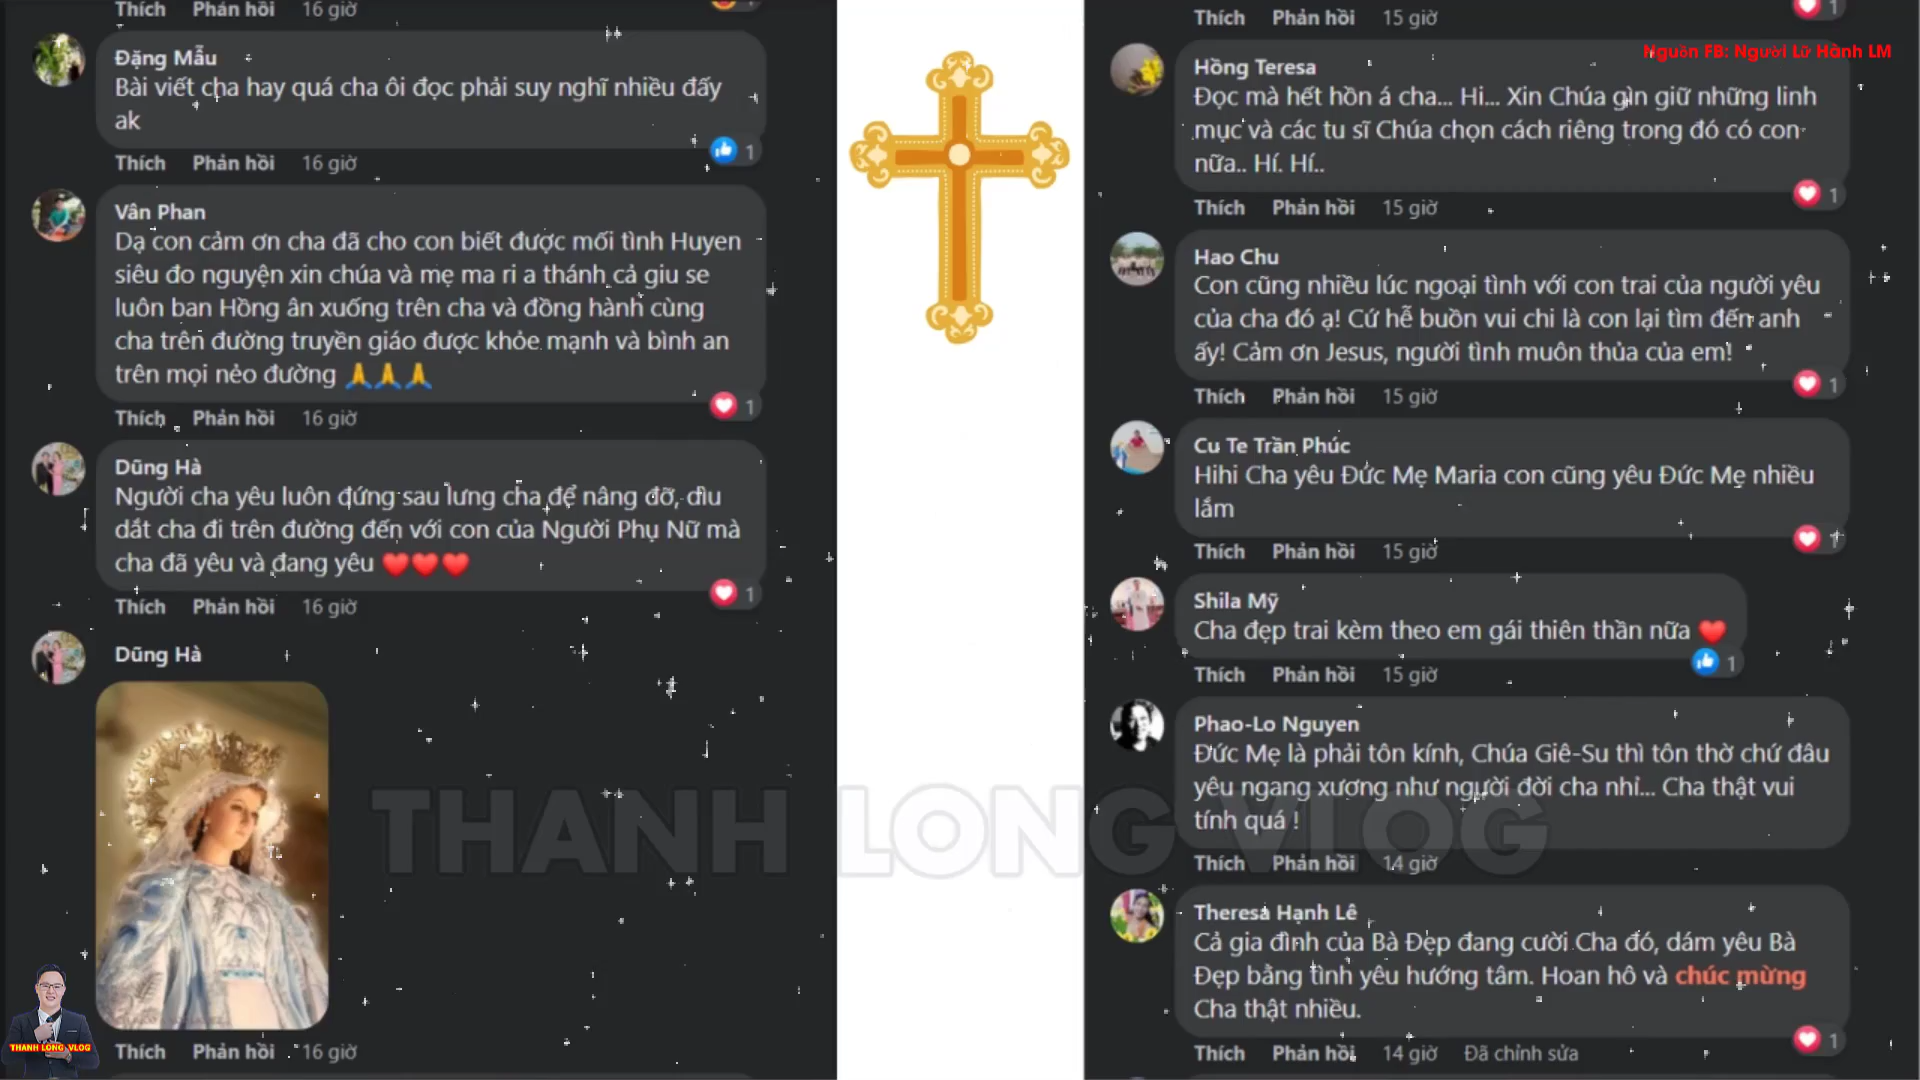 Thích Phản hồi 16 giờ
Đặng Mẫu
Bài viết cha hay quá cha ôi đọc phải suy nghĩ nhiều đấy
ak
1
Thích Phản hồi 16 giờ
Vân Phan
Dạ con cảm ơn cha đã cho con biết được mối tình Huyen
siêu đo nguyện xin chúa và mẹ ma ri a thánh cả giu se
luôn ban Hồng ân xuống trên cha và đồng hành cùng
cha trên đường truyền giáo được khỏe mạnh và bình an
trên mọi nẻo đường 🙏🙏🙏
1
Thích Phản hồi 16 giờ
Dũng Hà
Người cha yêu luôn đứng sau lưng cha để nâng đỡ, dìu
dắt cha đi trên đường đến với con của Người Phụ Nữ mà
cha đã yêu và đang yêu ❤️❤️❤️
1
Thích Phản hồi 16 giờ
Dũng Hà
Thích Phản hồi 16 giờ
THANH LONG VLOG
THANH LONG VLOG
Thích Phản hồi 15 giờ
1
Nguồn FB: Người Lữ Hành LM
Hồng Teresa
Đọc mà hết hồn á cha... Hi... Xin Chúa gìn giữ những linh
mục và các tu sĩ Chúa chọn cách riêng trong đó có con
nữa.. Hí. Hí..
1
Thích Phản hồi 15 giờ
Hao Chu
Con cũng nhiều lúc ngoại tình với con trai của người yêu
của cha đó ạ! Cứ hễ buồn vui chi là con lại tìm đến anh
ấy! Cảm ơn Jesus, người tình muôn thủa của em!
1
Thích Phản hồi 15 giờ
Cu Te Trần Phúc
Hihi Cha yêu Đức Mẹ Maria con cũng yêu Đức Mẹ nhiều
lắm
1
Thích Phản hồi 15 giờ
Shila Mỹ
Cha đẹp trai kèm theo em gái thiên thần nữa ❤️
1
Thích Phản hồi 15 giờ
Phao-Lo Nguyen
Đức Mẹ là phải tôn kính, Chúa Giê-Su thì tôn thờ chứ đâu
yêu ngang xương như người đời cha nhỉ... Cha thật vui
tính quá !
Thích Phản hồi 14 giờ
Theresa Hạnh Lê
Cả gia đình của Bà Đẹp đang cười Cha đó, dám yêu Bà
Đẹp bằng tình yêu hướng tâm. Hoan hô và chúc mừng
Cha thật nhiều.
1
Thích Phản hồi 14 giờ Đã chỉnh sửa